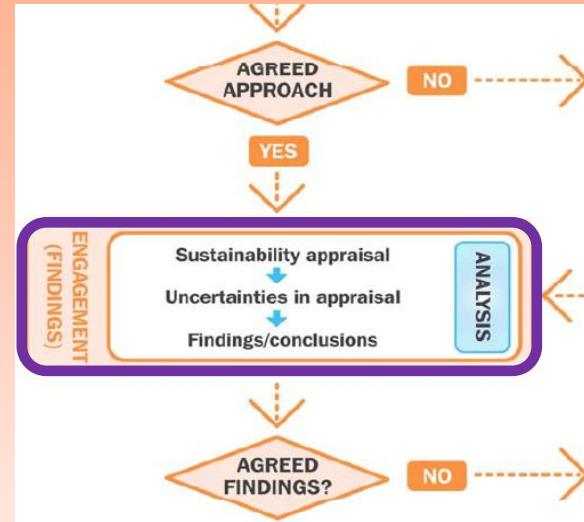 AGREED
APPROACH
NO
YES
ENGAGEMENT
(FINDINGS)
Sustainability appraisal
Uncertainties in appraisal
Findings/conclusions
ANALYSIS
AGREED
FINDINGS?
NO